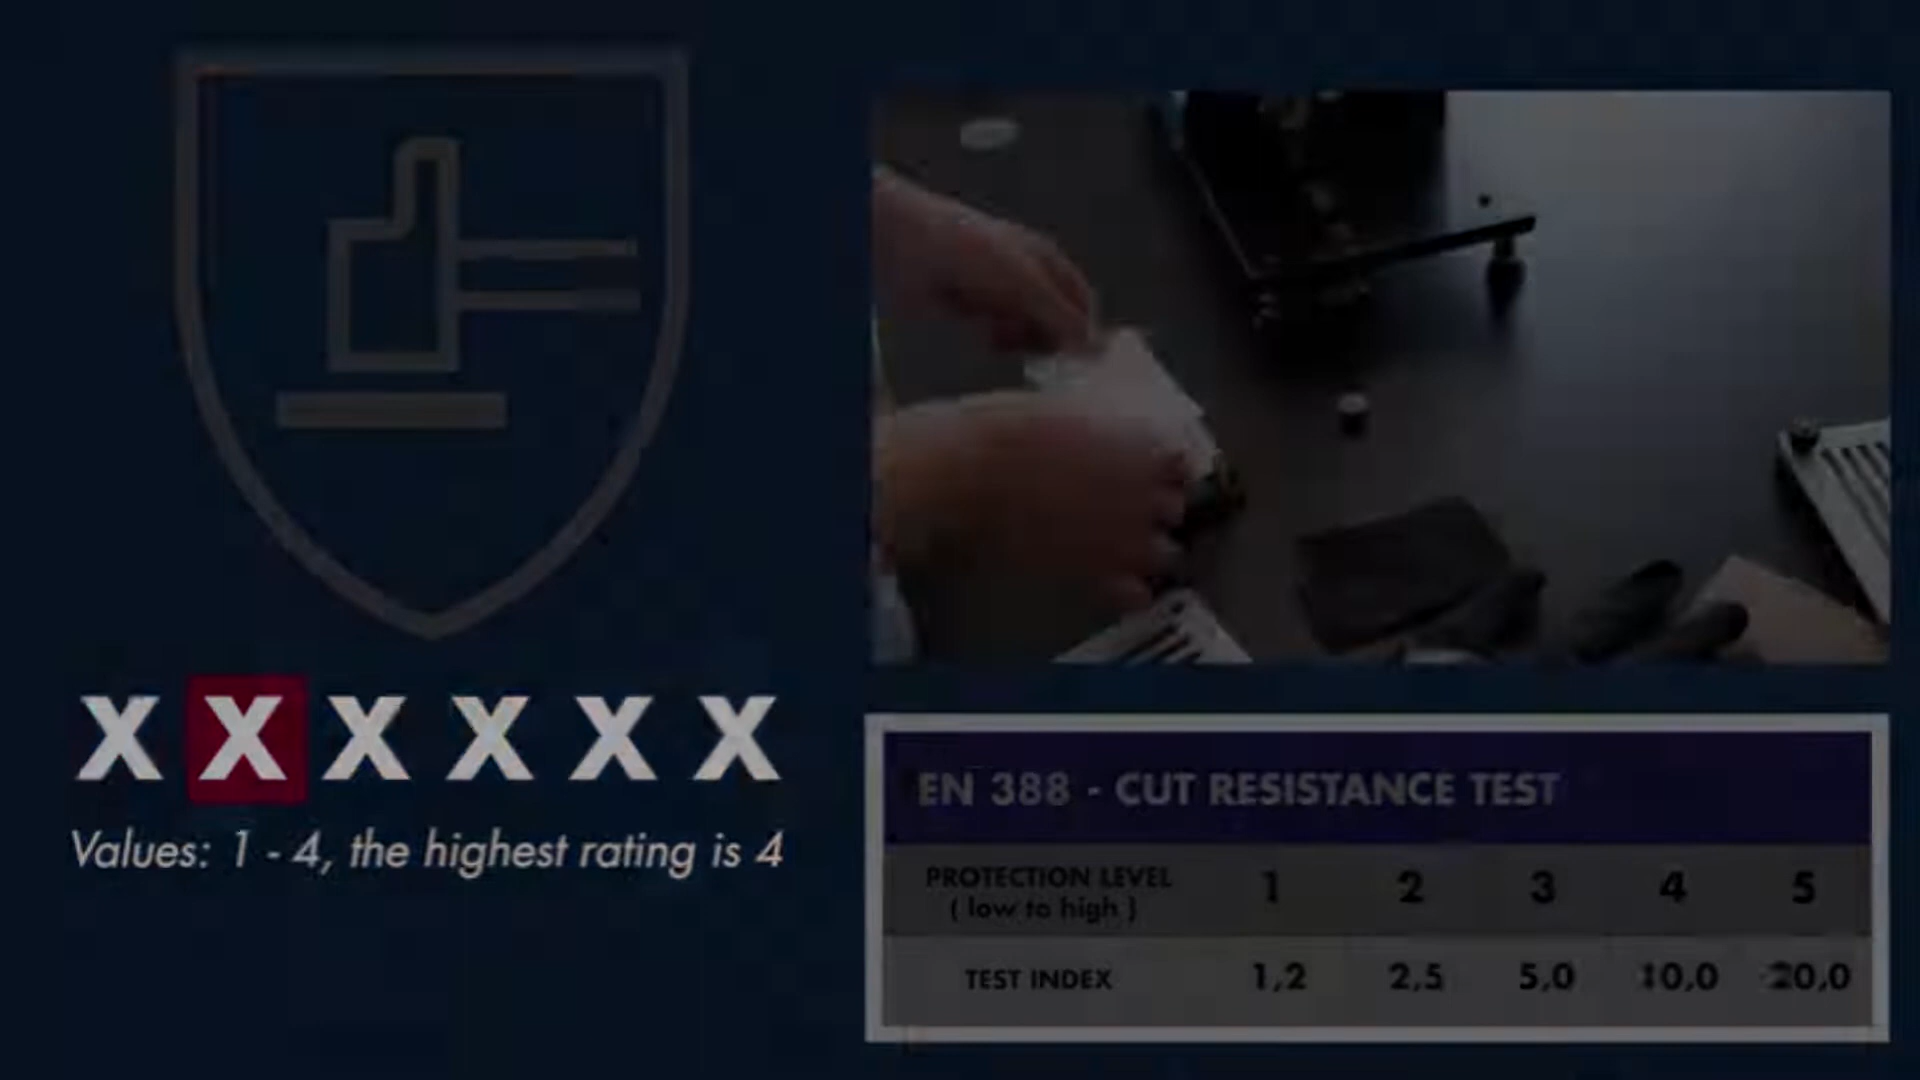 X X X X X X
Values: 1 - 4, the highest rating is 4
EN 388 - CUT RESISTANCE TEST
PROTECTION LEVEL 1 2 3 4 5
( low to high )
TEST INDEX 1,2 2,5 5,0 10,0 20,0